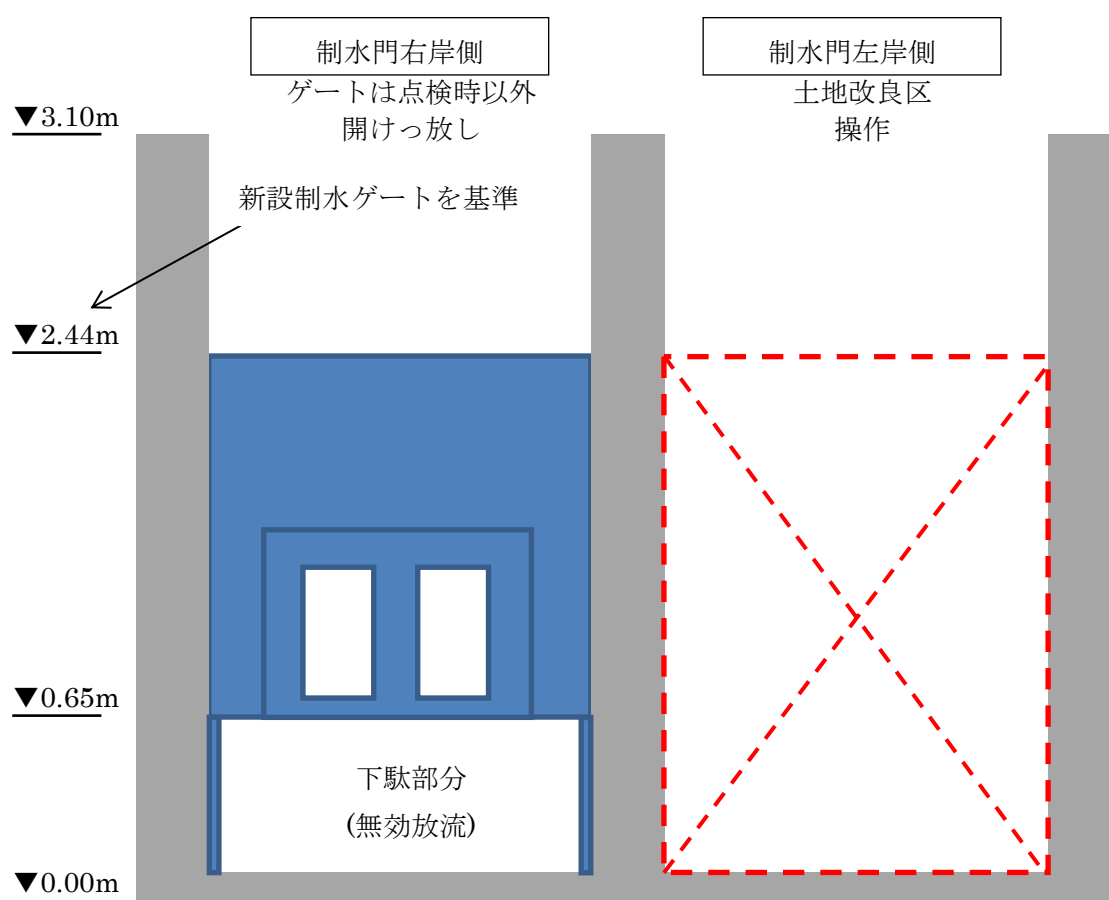 制水門右岸側
ゲートは点検時以外
開けっ放し
制水門左岸側
土地改良区
操作
▼3.10m
新設制水ゲートを基準
▼2.44m
▼0.65m
下駄部分
(無効放流)
▼0.00m